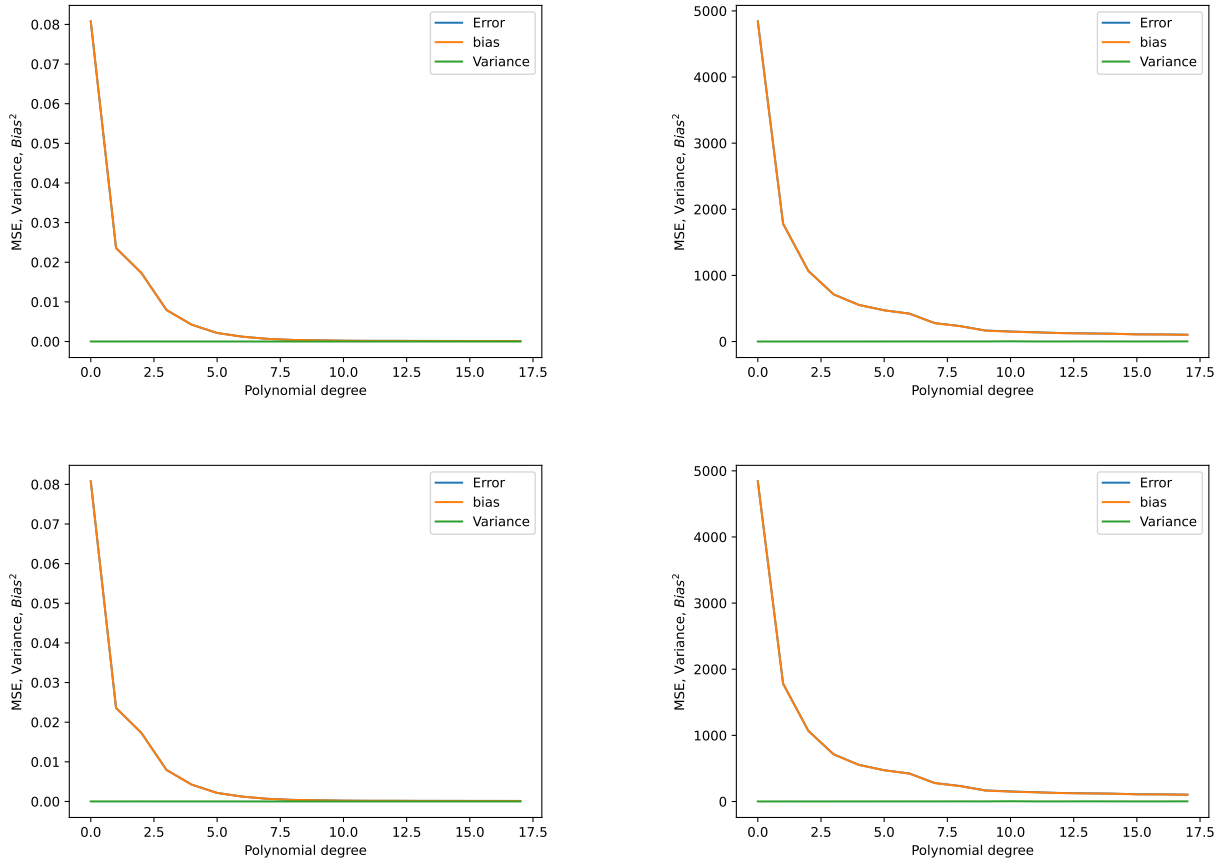 0.08
0.07
0.06
0.05
0.04
0.03
0.02
0.01
0.00
MSE, Variance, Bias²
0.0 2.5 5.0 7.5 10.0 12.5 15.0 17.5
Polynomial degree
Error
bias
Variance
5000
4000
3000
2000
1000
0
MSE, Variance, Bias²
0.0 2.5 5.0 7.5 10.0 12.5 15.0 17.5
Polynomial degree
Error
bias
Variance
0.08
0.07
0.06
0.05
0.04
0.03
0.02
0.01
0.00
MSE, Variance, Bias²
0.0 2.5 5.0 7.5 10.0 12.5 15.0 17.5
Polynomial degree
Error
bias
Variance
5000
4000
3000
2000
1000
0
MSE, Variance, Bias²
0.0 2.5 5.0 7.5 10.0 12.5 15.0 17.5
Polynomial degree
Error
bias
Variance